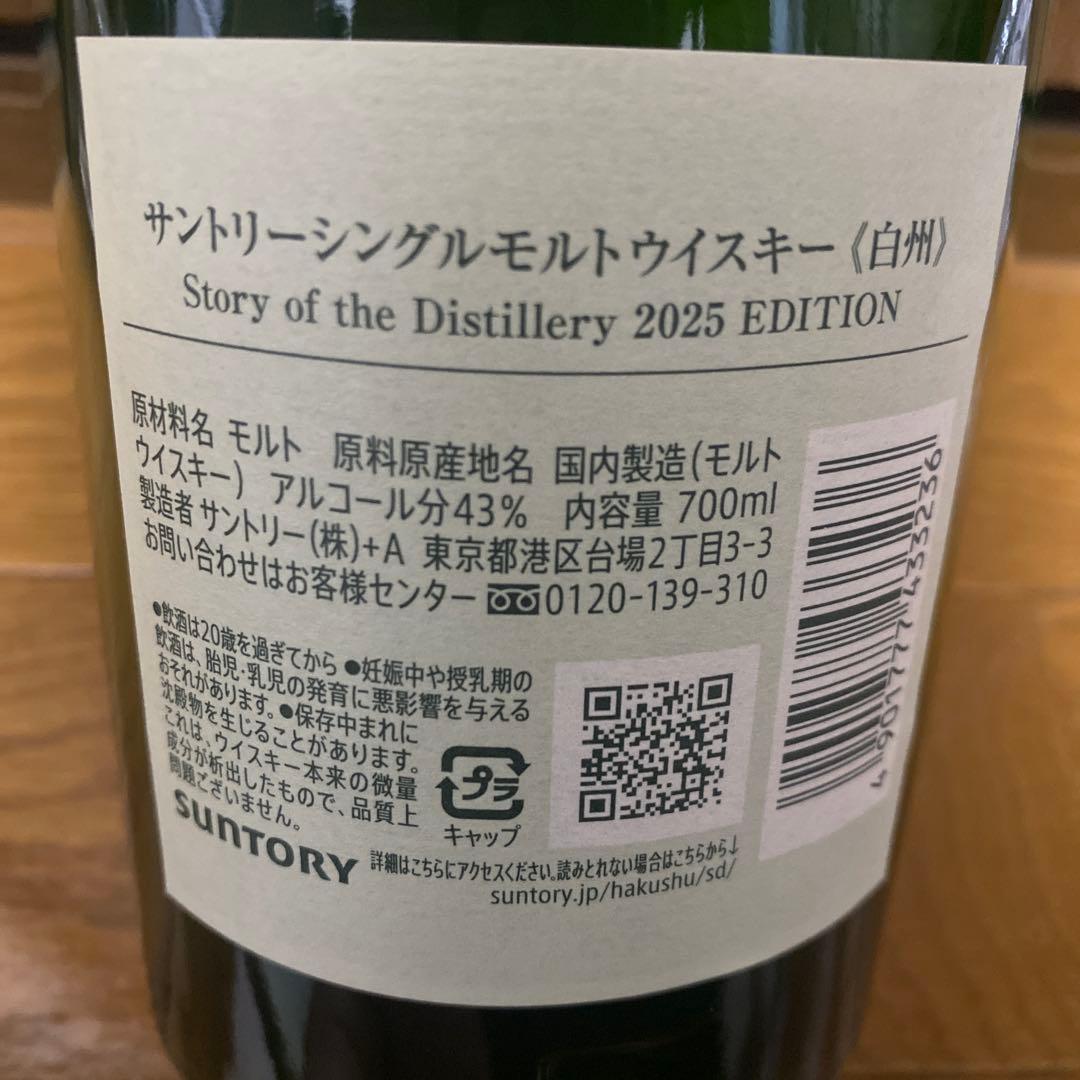 サントリーシングルモルトウイスキー《白州》
Story of the Distillery 2025 EDITION
原材料名 モルト 原料原産地名 国内製造(モルト
ウイスキー) アルコール分43% 内容量 700ml
製造者 サントリー(株)+A 東京都港区台場2丁目3-3
お問い合わせはお客様センター 0120-139-310
●飲酒は20歳を過ぎてから ●妊娠中や授乳期の
飲酒は、胎児・乳児の発育に悪影響を与える
おそれがあります。●保存中まれに
沈殿物を生じることがあります。
これは、ウイスキー本来の微量
成分が析出したもので、品質上
問題ございません。
プラ
キャップ
SUNTORY
詳細はこちらにアクセスください。読みとれない場合はこちらから↓
suntory.jp/hakushu/sd/
4 901777 433236